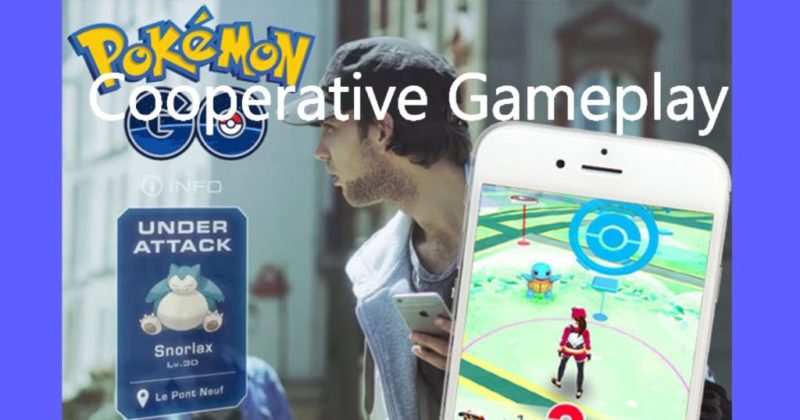 POKÉMON
GO
Cooperative Gameplay
INFO
UNDER
ATTACK
Snorlax
Lv.30
Le Pont Neuf